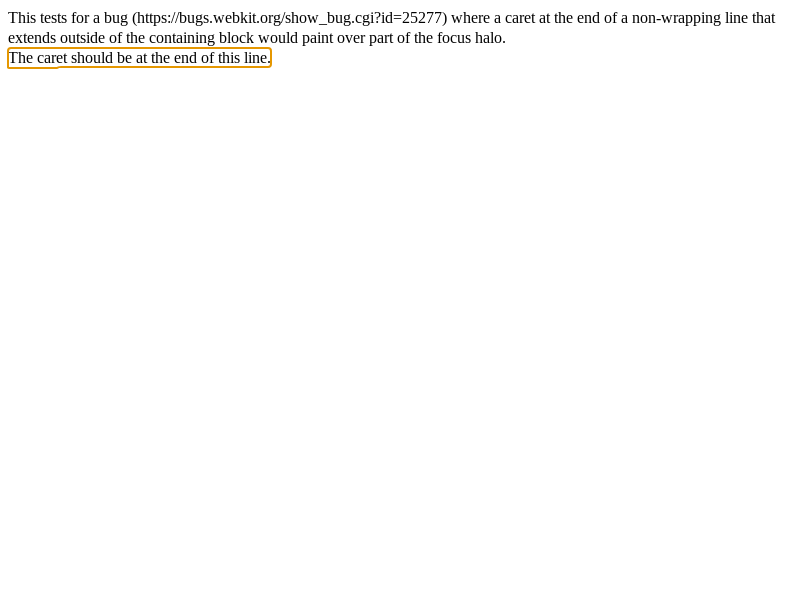 This tests for a bug (https://bugs.webkit.org/show_bug.cgi?id=25277) where a caret at the end of a non-wrapping line that
extends outside of the containing block would paint over part of the focus halo.
The caret should be at the end of this line.